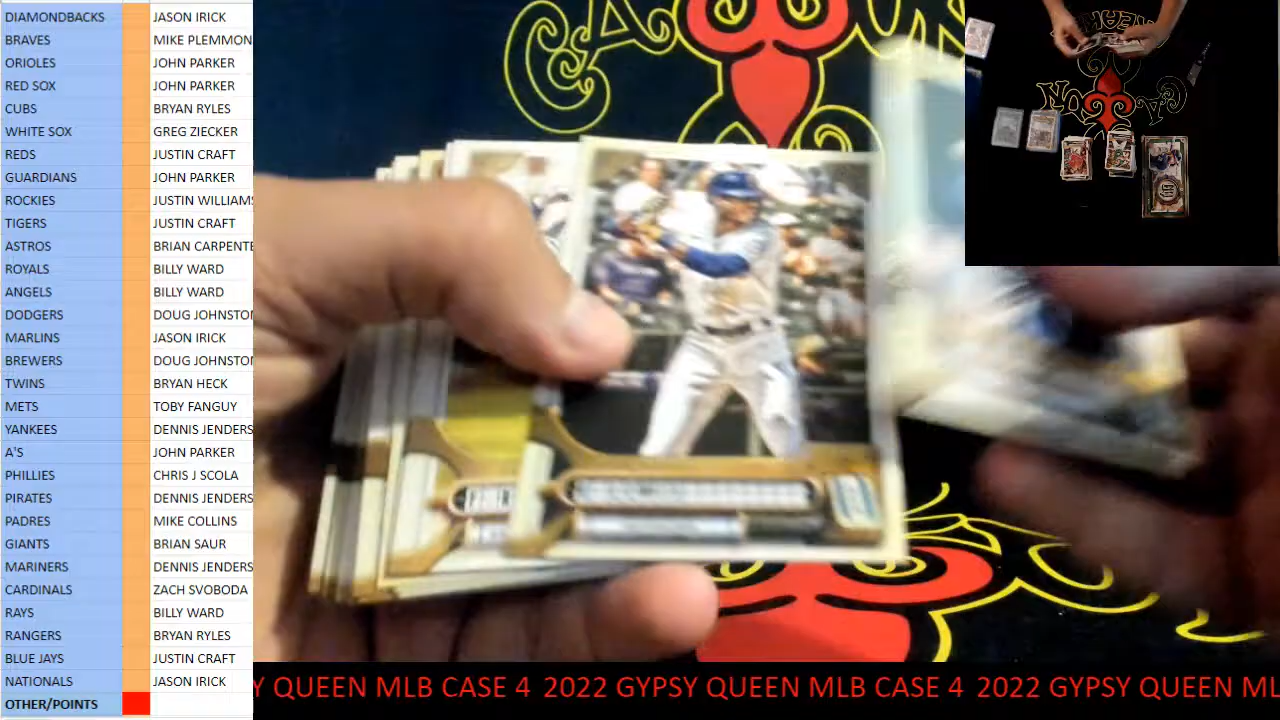 DIAMONDBACKS JASON IRICK
BRAVES MIKE PLEMMON
ORIOLES JOHN PARKER
RED SOX JOHN PARKER
CUBS BRYAN RYLES
WHITE SOX GREG ZIECKER
REDS JUSTIN CRAFT
GUARDIANS JOHN PARKER
ROCKIES JUSTIN WILLIAMS
TIGERS JUSTIN CRAFT
ASTROS BRIAN CARPENTE
ROYALS BILLY WARD
ANGELS BILLY WARD
DODGERS DOUG JOHNSTO
MARLINS JASON IRICK
BREWERS DOUG JOHNSTO
TWINS BRYAN HECK
METS TOBY FANGUY
YANKEES DENNIS JENDERS
A'S JOHN PARKER
PHILLIES CHRIS J SCOLA
PIRATES DENNIS JENDERS
PADRES MIKE COLLINS
GIANTS BRIAN SAUR
MARINERS DENNIS JENDERS
CARDINALS ZACH SVOBODA
RAYS BILLY WARD
RANGERS BRYAN RYLES
BLUE JAYS JUSTIN CRAFT
NATIONALS JASON IRICK
OTHER/POINTS
Y QUEEN MLB CASE 4 2022 GYPSY QUEEN MLB CASE 4 2022 GYPSY QUEEN ML